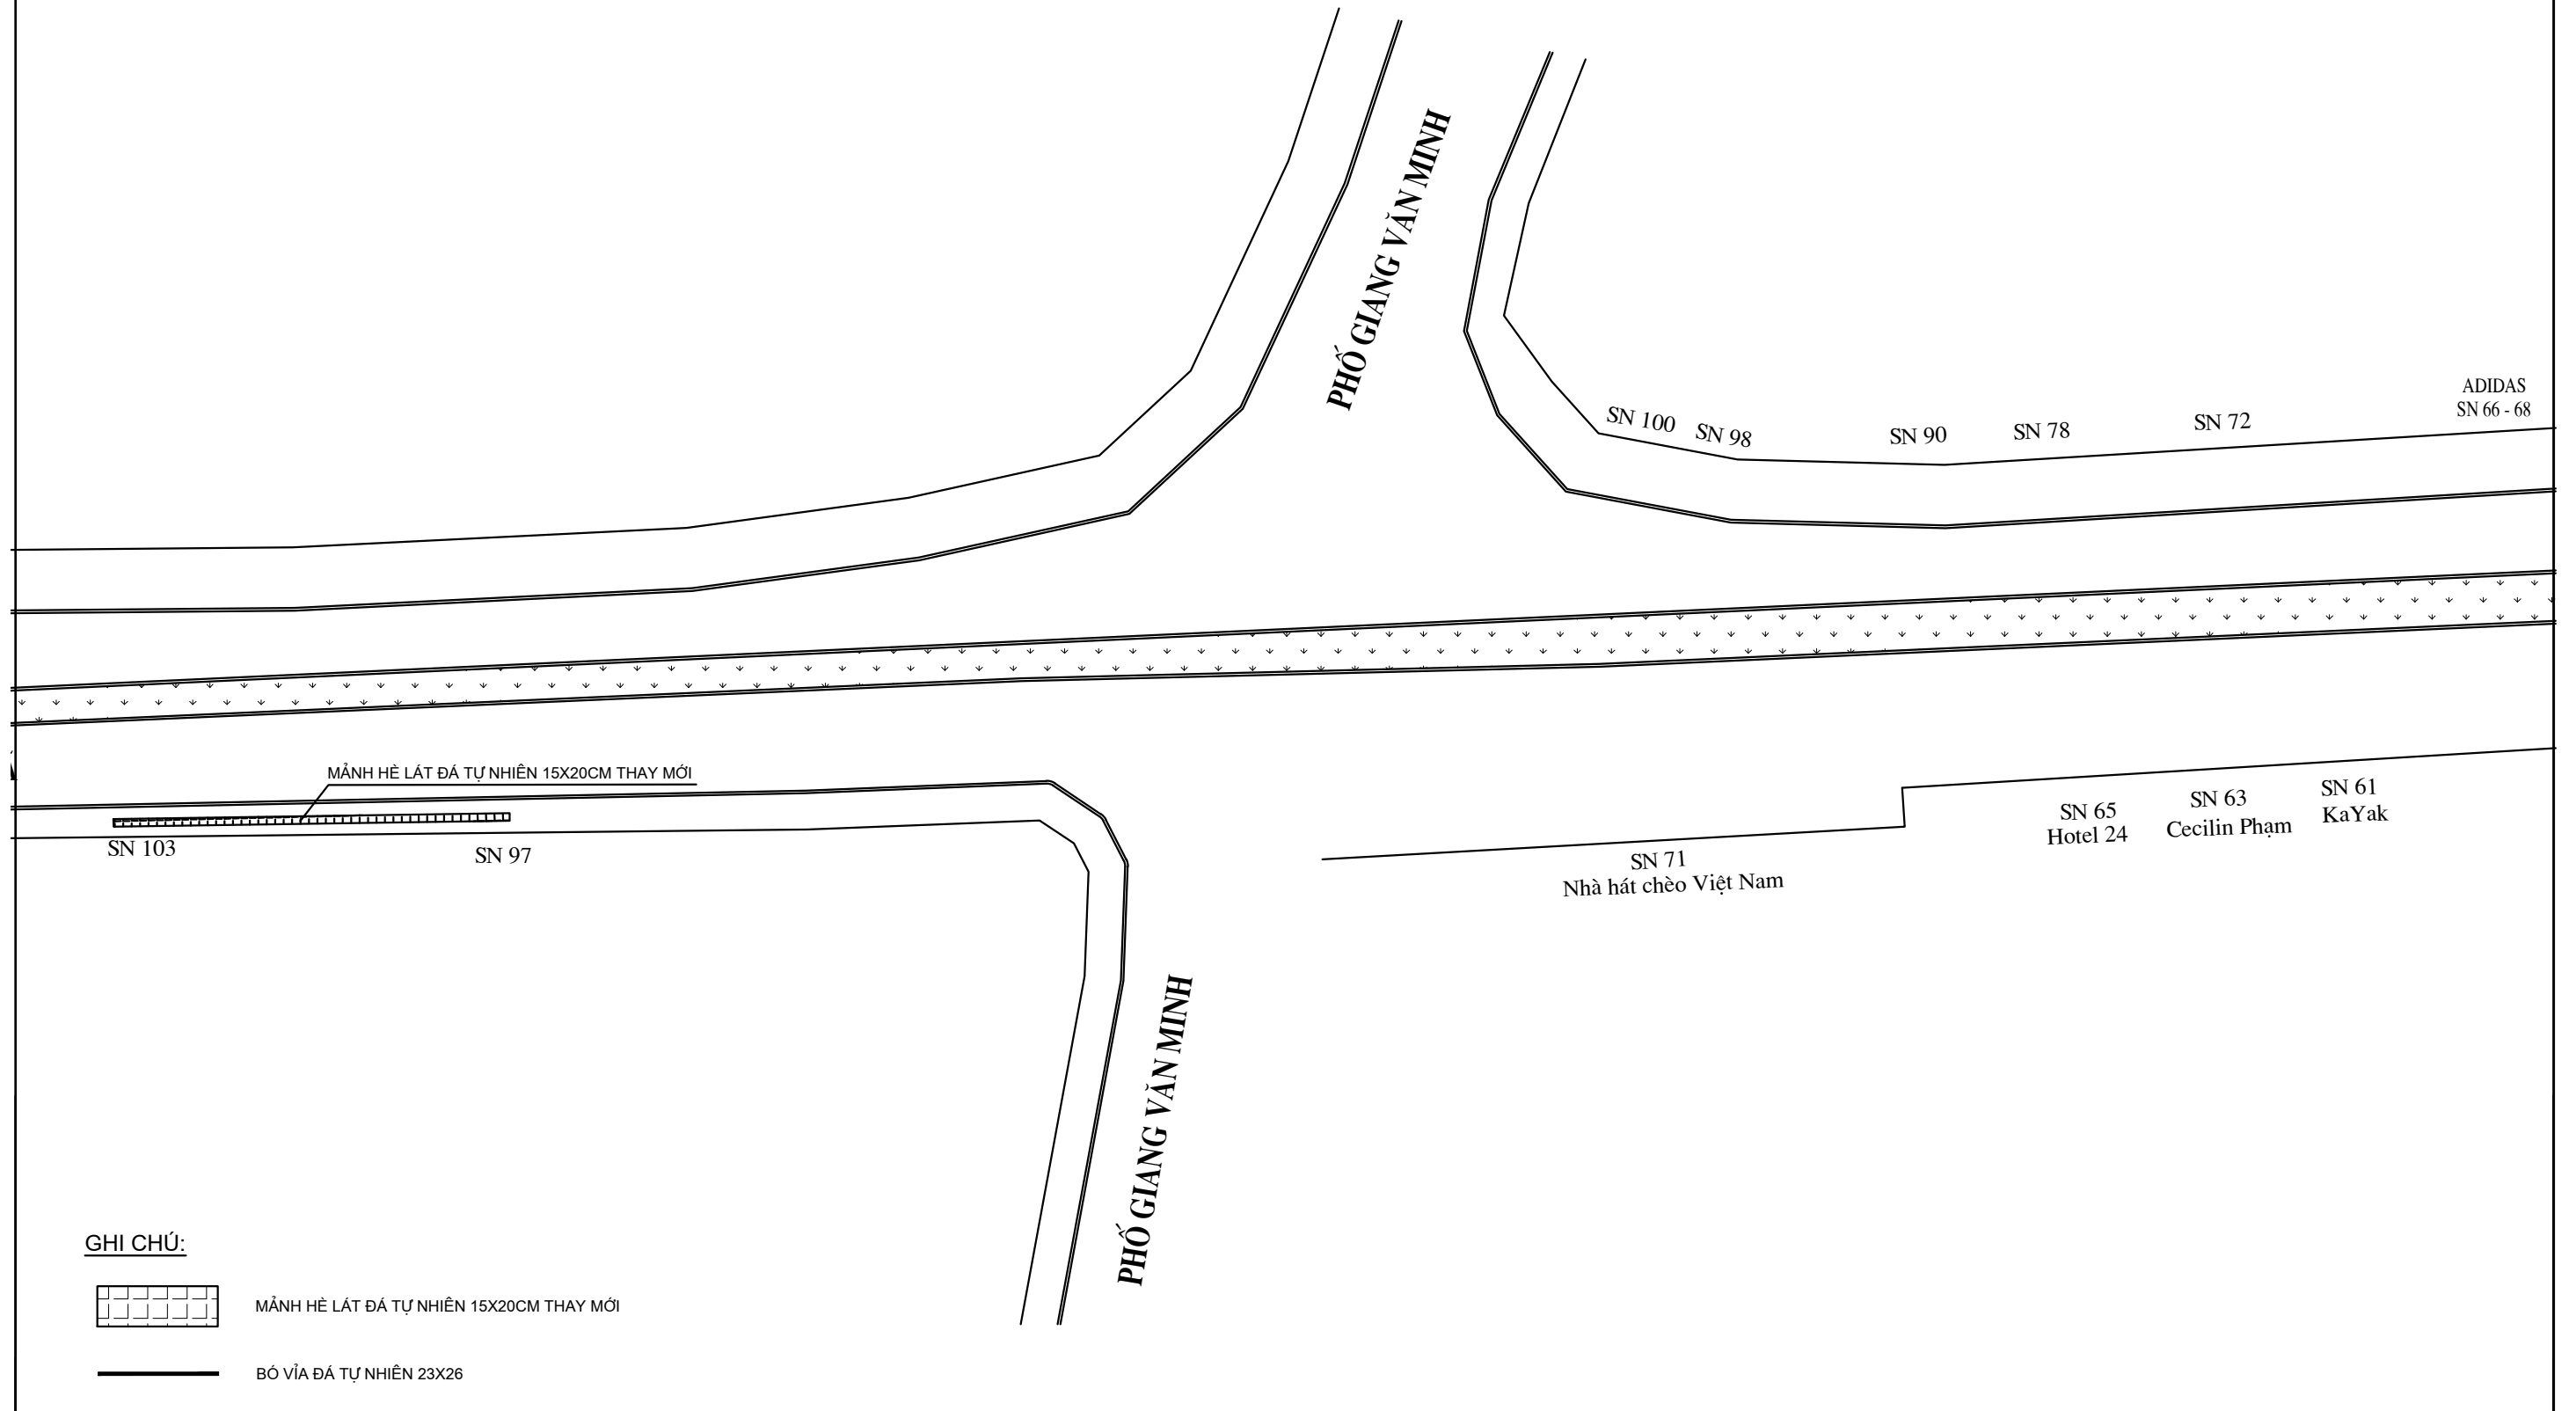 PHỐ GIANG VĂN MINH
ADIDAS
SN 66 - 68
SN 100
SN 98
SN 90
SN 78
SN 72
MẢNH HÈ LÁT ĐÁ TỰ NHIÊN 15X20CM THAY MỚI
SN 103
SN 97
SN 71
Nhà hát chèo Việt Nam
SN 65
Hotel 24
SN 63
Cecilin Phạm
SN 61
KaYak
PHỐ GIANG VĂN MINH
GHI CHÚ:
MẢNH HÈ LÁT ĐÁ TỰ NHIÊN 15X20CM THAY MỚI
BÓ VỈA ĐÁ TỰ NHIÊN 23X26